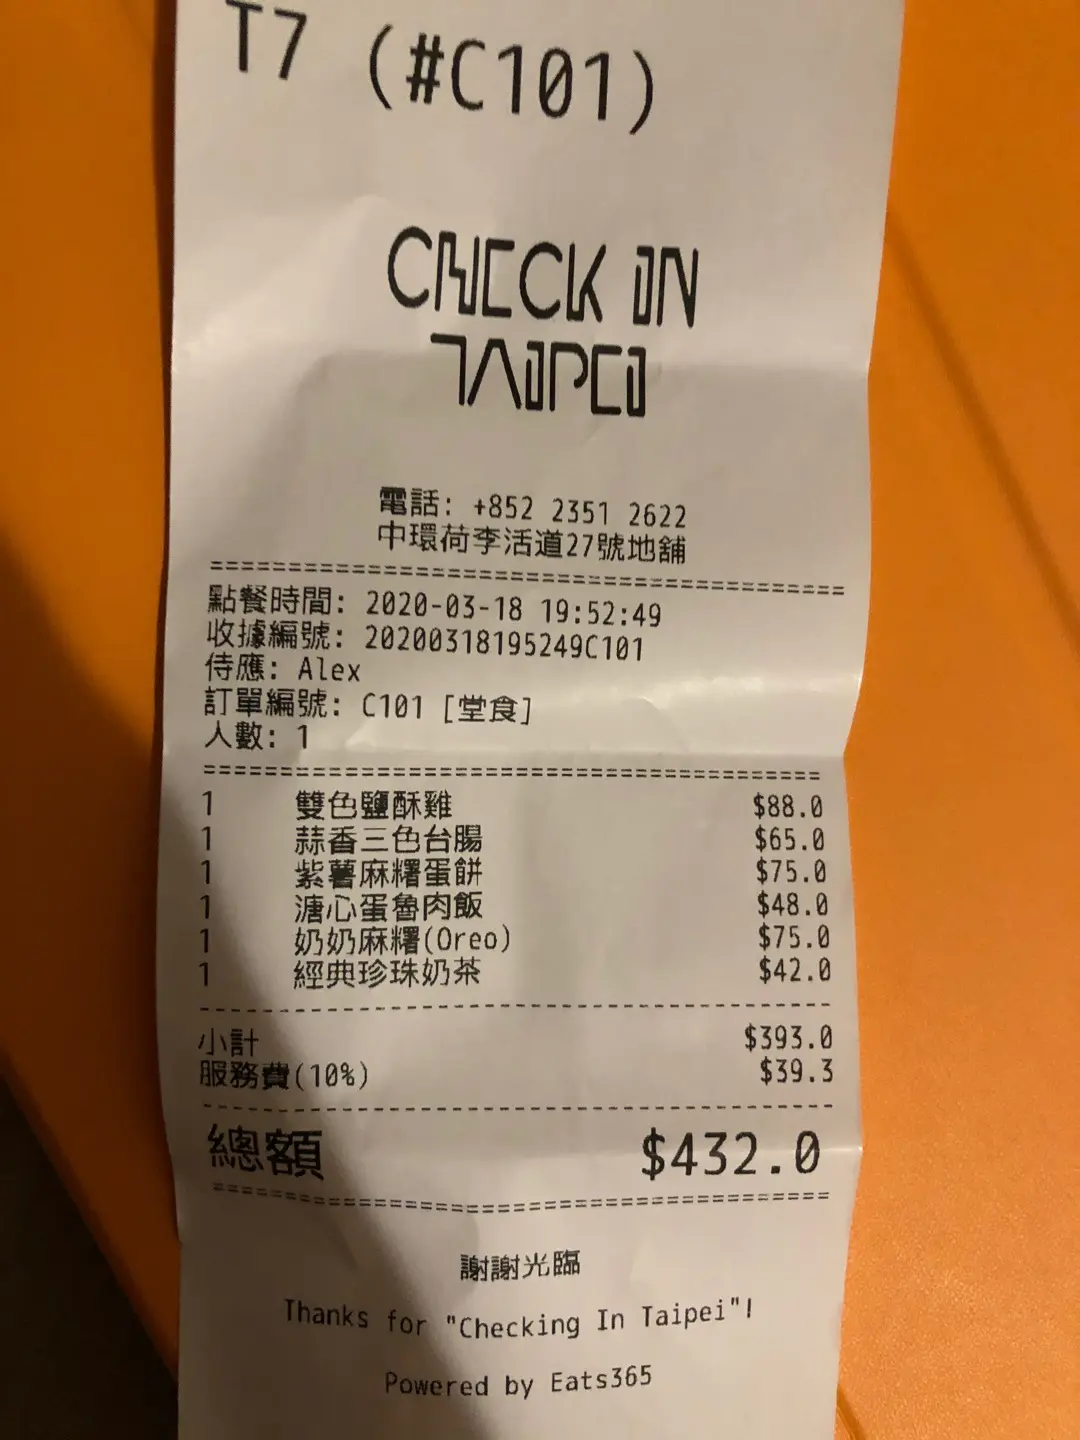 T7 (#C101)
CHECK IN
TAIPEI
電話: +852 2351 2622
中環荷李活道27號地舖
點餐時間: 2020-03-18 19:52:49
收據編號: 20200318195249C101
侍應: Alex
訂單編號: C101 [堂食]
人數: 1
1 雙色鹽酥雞 $88.0
1 蒜香三色台腸 $65.0
1 紫薯麻糬蛋餅 $75.0
1 溏心蛋魯肉飯 $48.0
1 奶奶麻糬(Oreo) $75.0
1 經典珍珠奶茶 $42.0
小計 $393.0
服務費(10%) $39.3
總額 $432.0
謝謝光臨
Thanks for "Checking In Taipei"!
Powered by Eats365